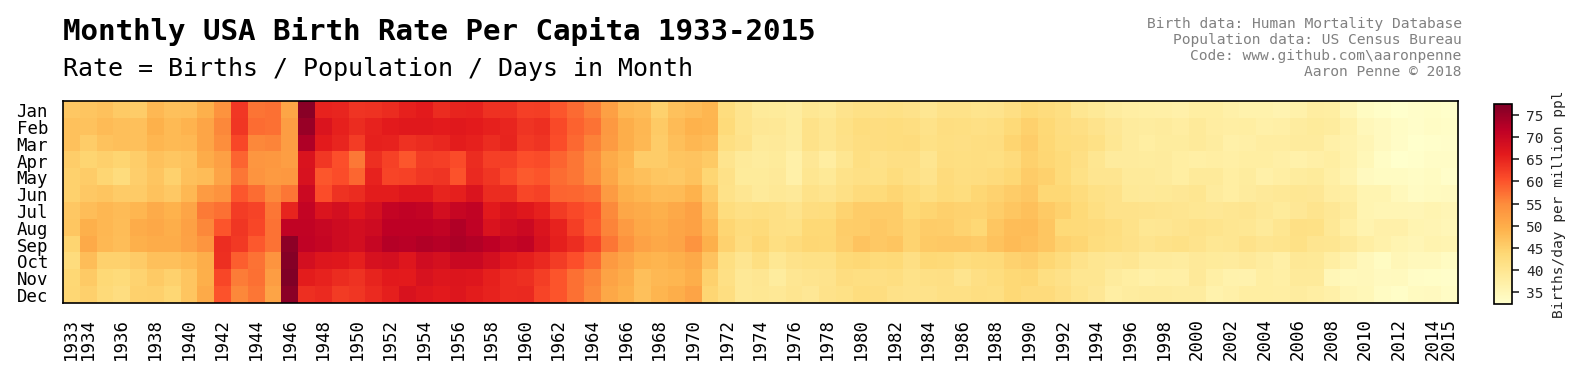 Monthly USA Birth Rate Per Capita 1933-2015
Rate = Births / Population / Days in Month
Birth data: Human Mortality Database
Population data: US Census Bureau
Code: www.github.com\aaronpenne
Aaron Penne © 2018
Jan
Feb
Mar
Apr
May
Jun
Jul
Aug
Sep
Oct
Nov
Dec
1933
1934
1936
1938
1940
1942
1944
1946
1948
1950
1952
1954
1956
1958
1960
1962
1964
1966
1968
1970
1972
1974
1976
1978
1980
1982
1984
1986
1988
1990
1992
1994
1996
1998
2000
2002
2004
2006
2008
2010
2012
2014
2015
75
70
65
60
55
50
45
40
35
Births/day per million ppl